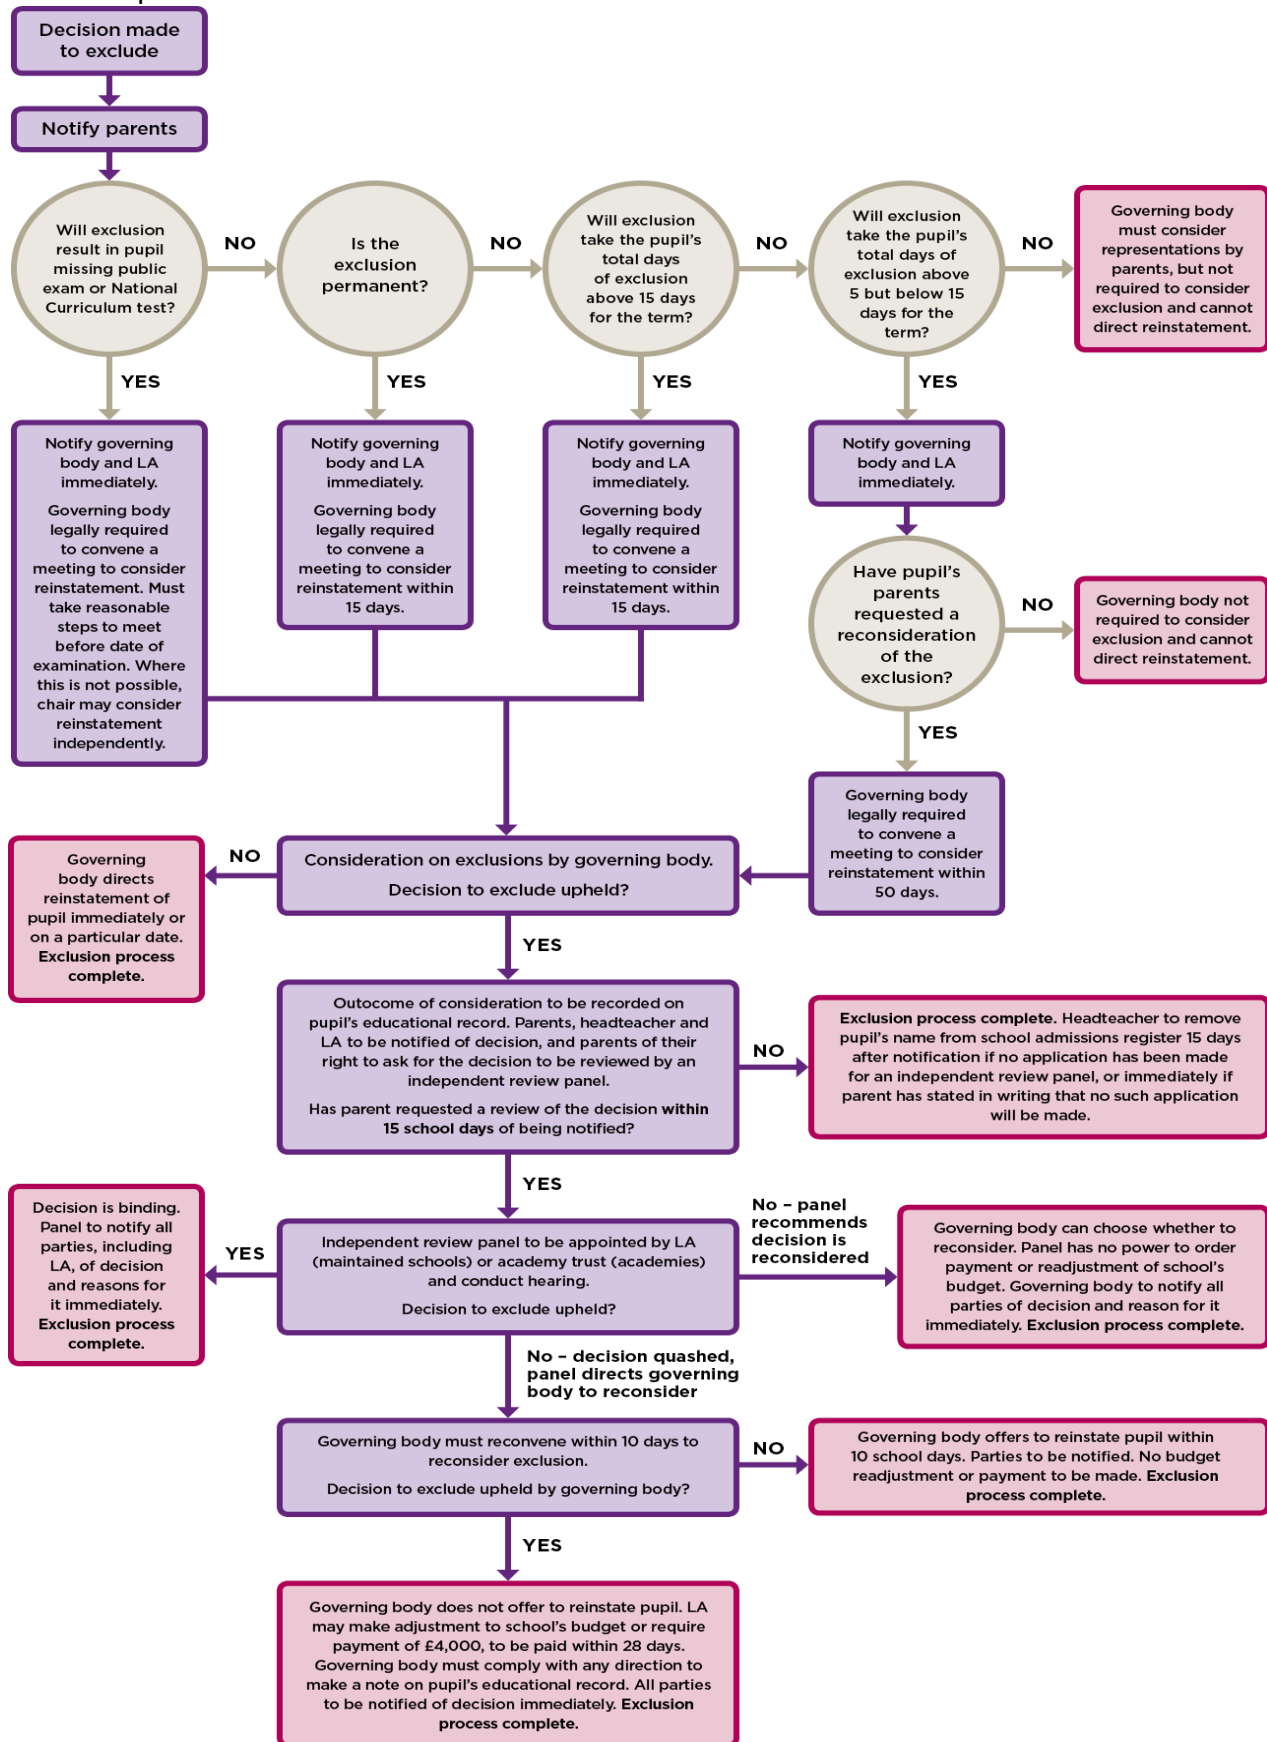 Decision made
to exclude
Notify parents
Will exclusion
result in pupil
missing public
exam or National
Curriculum test?
NO
Is the
exclusion
permanent?
NO
Will exclusion
take the pupil's
total days
of exclusion
above 15 days
for the term?
NO
Will exclusion
take the pupil's
total days of
exclusion above
5 but below 15
days for the
term?
NO
Governing body
must consider
representations by
parents, but not
required to consider
exclusion and cannot
direct reinstatement.
YES
YES
YES
YES
Notify governing
body and LA
immediately.
Governing body
legally required
to convene a
meeting to consider
reinstatement. Must
take reasonable
steps to meet
before date of
examination. Where
this is not possible,
chair may consider
reinstatement
independently.
Notify governing
body and LA
immediately.
Governing body
legally required
to convene a
meeting to consider
reinstatement within
15 days.
Notify governing
body and LA
immediately.
Governing body
legally required
to convene a
meeting to consider
reinstatement within
15 days.
Notify governing
body and LA
immediately.
Have pupil's
parents
requested a
reconsideration
of the
exclusion?
NO
Governing body not
required to consider
exclusion and cannot
direct reinstatement.
YES
Governing body
legally required
to convene a
meeting to consider
reinstatement within
50 days.
Consideration on exclusions by governing body.
Decision to exclude upheld?
NO
Governing
body directs
reinstatement of
pupil immediately or
on a particular date.
Exclusion process
complete.
YES
Outocome of consideration to be recorded on
pupil's educational record. Parents, headteacher and
LA to be notified of decision, and parents of their
right to ask for the decision to be reviewed by an
independent review panel.
Has parent requested a review of the decision within
15 school days of being notified?
NO
Exclusion process complete. Headteacher to remove
pupil's name from school admissions register 15 days
after notification if no application has been made
for an independent review panel, or immediately if
parent has stated in writing that no such application
will be made.
YES
Independent review panel to be appointed by LA
(maintained schools) or academy trust (academies)
and conduct hearing.
Decision to exclude upheld?
YES
Decision is binding.
Panel to notify all
parties, including
LA, of decision
and reasons for
it immediately.
Exclusion process
complete.
No – panel
recommends
decision is
reconsidered
Governing body can choose whether to
reconsider. Panel has no power to order
payment or readjustment of school's
budget. Governing body to notify all
parties of decision and reason for it
immediately. Exclusion process complete.
No – decision quashed,
panel directs governing
body to reconsider
Governing body must reconvene within 10 days to
reconsider exclusion.
Decision to exclude upheld by governing body?
NO
Governing body offers to reinstate pupil within
10 school days. Parties to be notified. No budget
readjustment or payment to be made. Exclusion
process complete.
YES
Governing body does not offer to reinstate pupil. LA
may make adjustment to school's budget or require
payment of £4,000, to be paid within 28 days.
Governing body must comply with any direction to
make a note on pupil's educational record. All parties
to be notified of decision immediately. Exclusion
process complete.